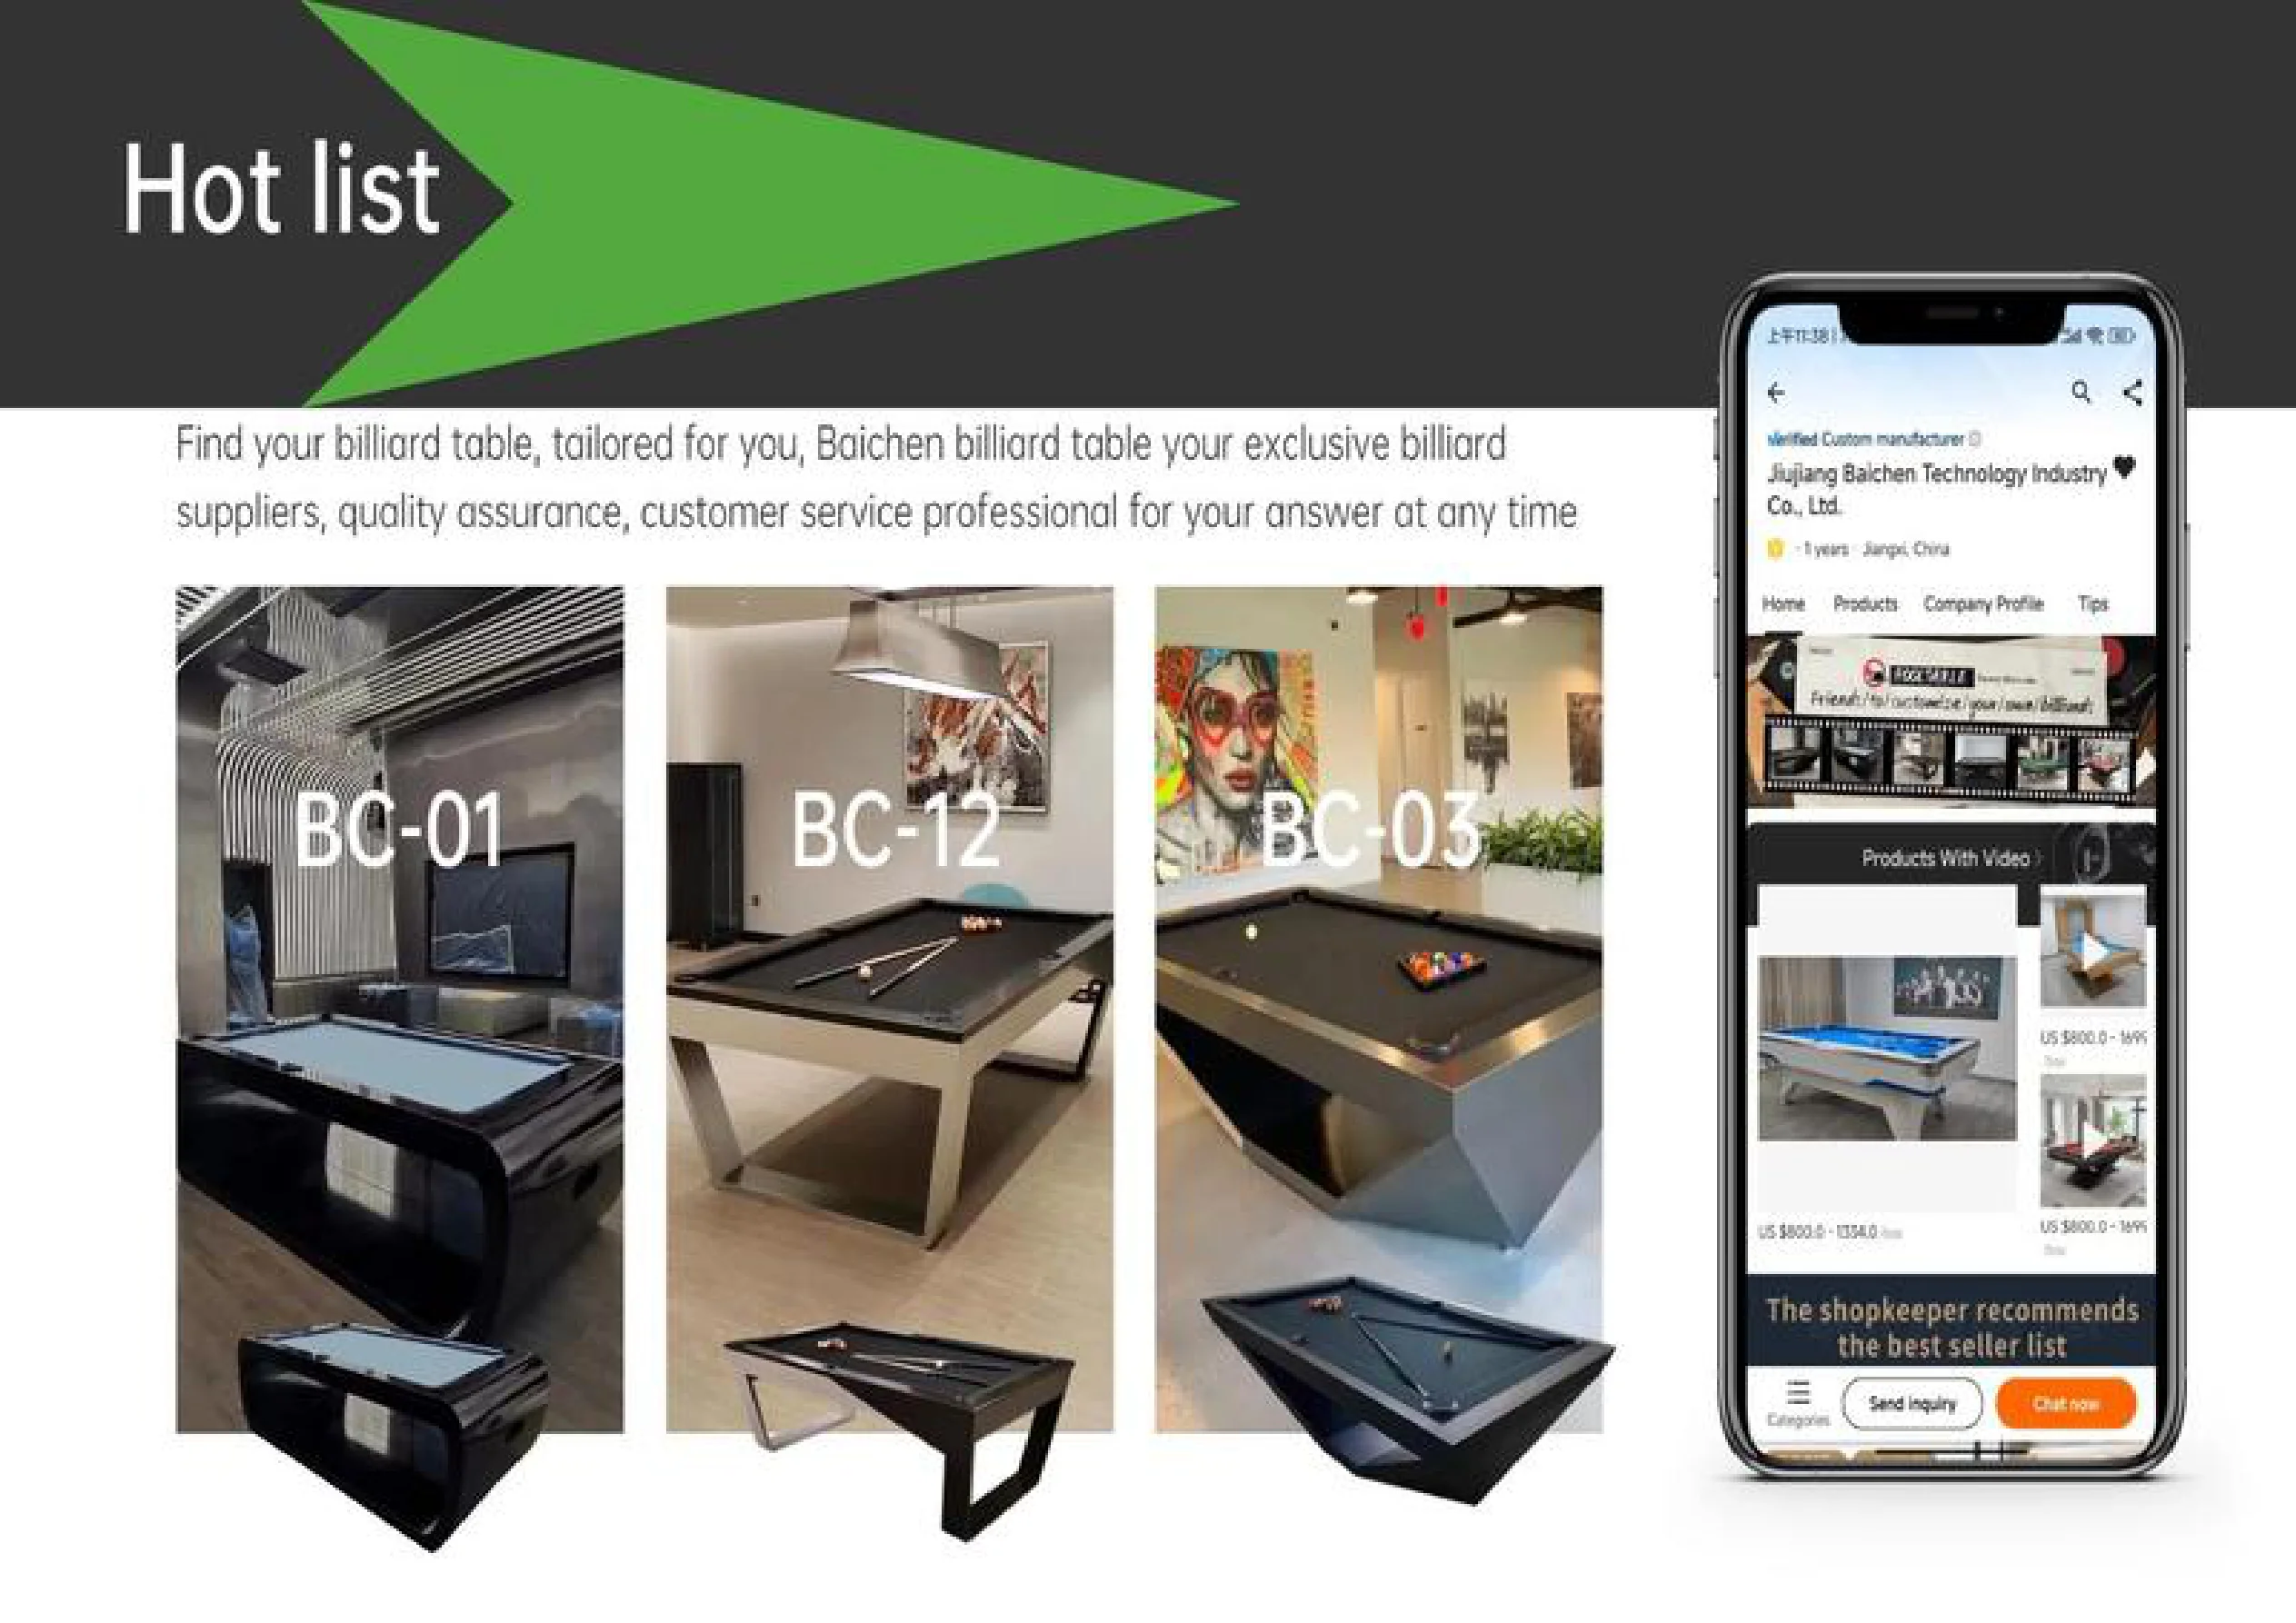 Hot list
Find your billiard table, tailored for you, Baichen billiard table your exclusive billiard
suppliers, quality assurance, customer service professional for your answer at any time
BC-01
BC-12
BC-03
上午11:38
Verified Custom manufacturer
Jiujiang Baichen Technology Industry
Co., Ltd.
· 1 years · Jiangxi, China
Home Products Company Profile Tips
Friends/to/customize/your/own/billiards
Products With Video
US $800.0 - 1699
US $800.0 - 1334.0
US $800.0 - 1699
The shopkeeper recommends
the best seller list
Categories
Send inquiry
Chat now